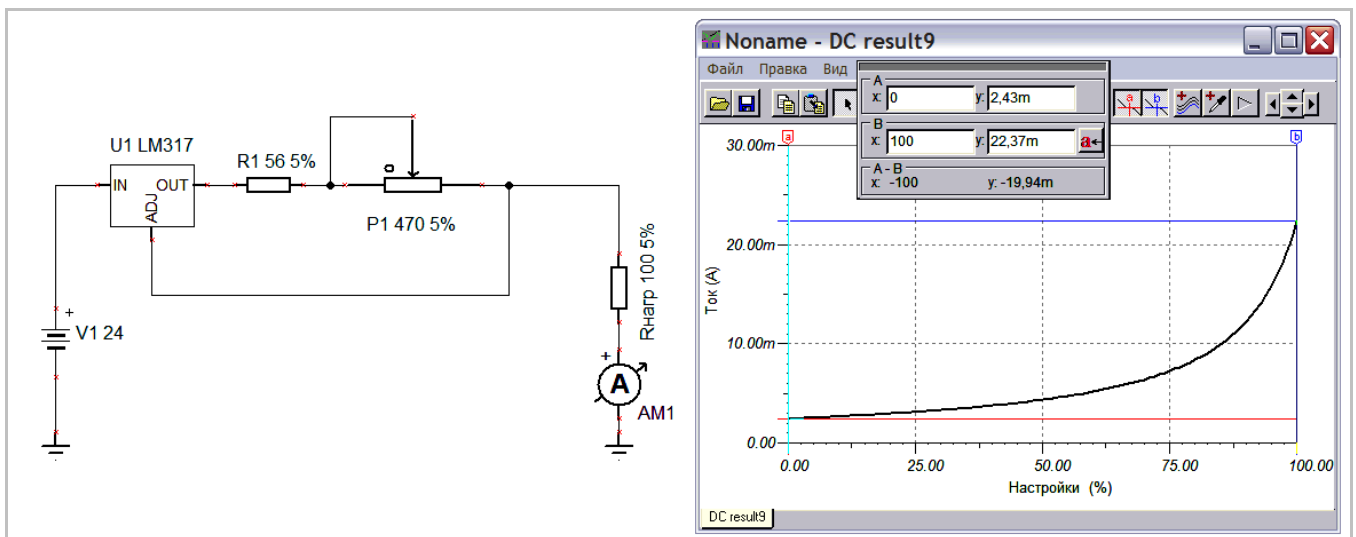 U1 LM317
IN
OUT
ADJ
R1 56 5%
P1 470 5%
+
V1 24
Rнагр 100 5%
+
A
AM1
Noname - DC result9
Файл Правка Вид
A
x: 0 y: 2,43m
B
x: 100 y: 22,37m
a
A - B
x: -100 y: -19,94m
a
b
a
b
30.00m
20.00m
10.00m
0.00
Ток (A)
0.00 25.00 50.00 75.00 100.00
Настройки (%)
DC result9